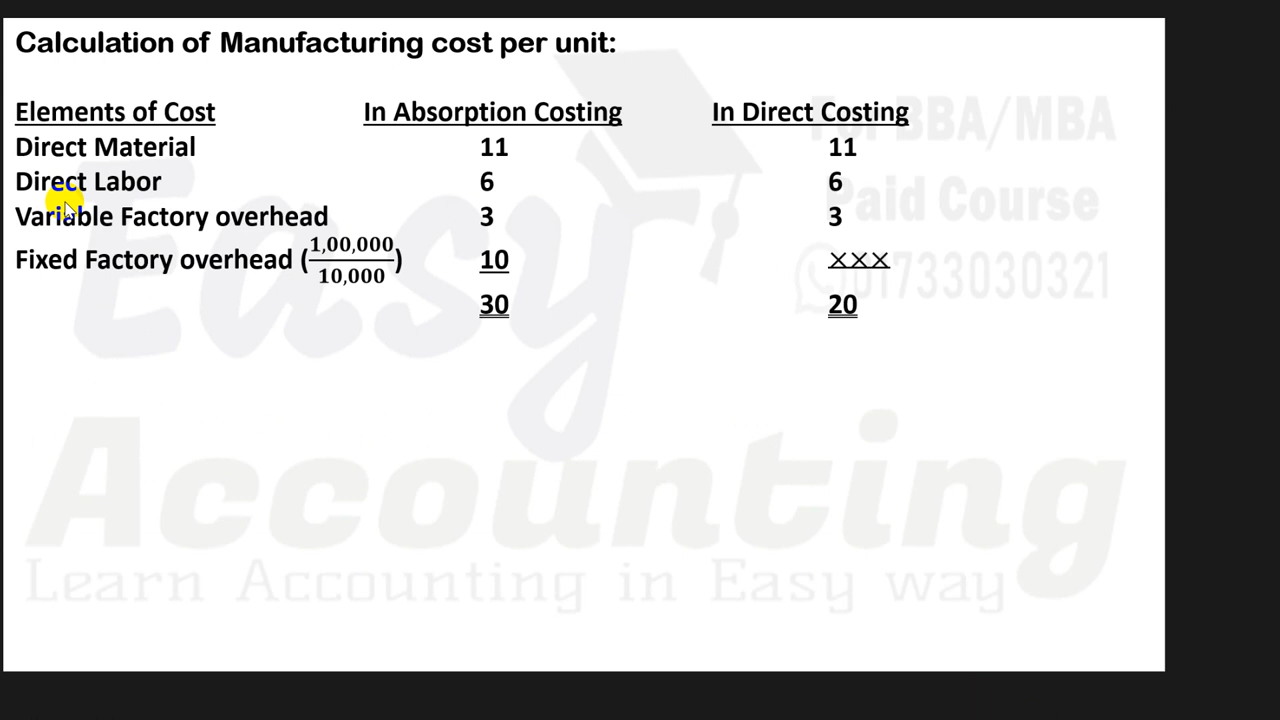 Calculation of Manufacturing cost per unit:
Elements of Cost In Absorption Costing In Direct Costing
Direct Material 11 11
Direct Labor 6 6
Variable Factory overhead 3 3
Fixed Factory overhead (1,00,000/10,000) 10 ×××
30 20
For BBA/MBA
Paid Course
01733030321
Easy
Accounting
Learn Accounting in Easy way